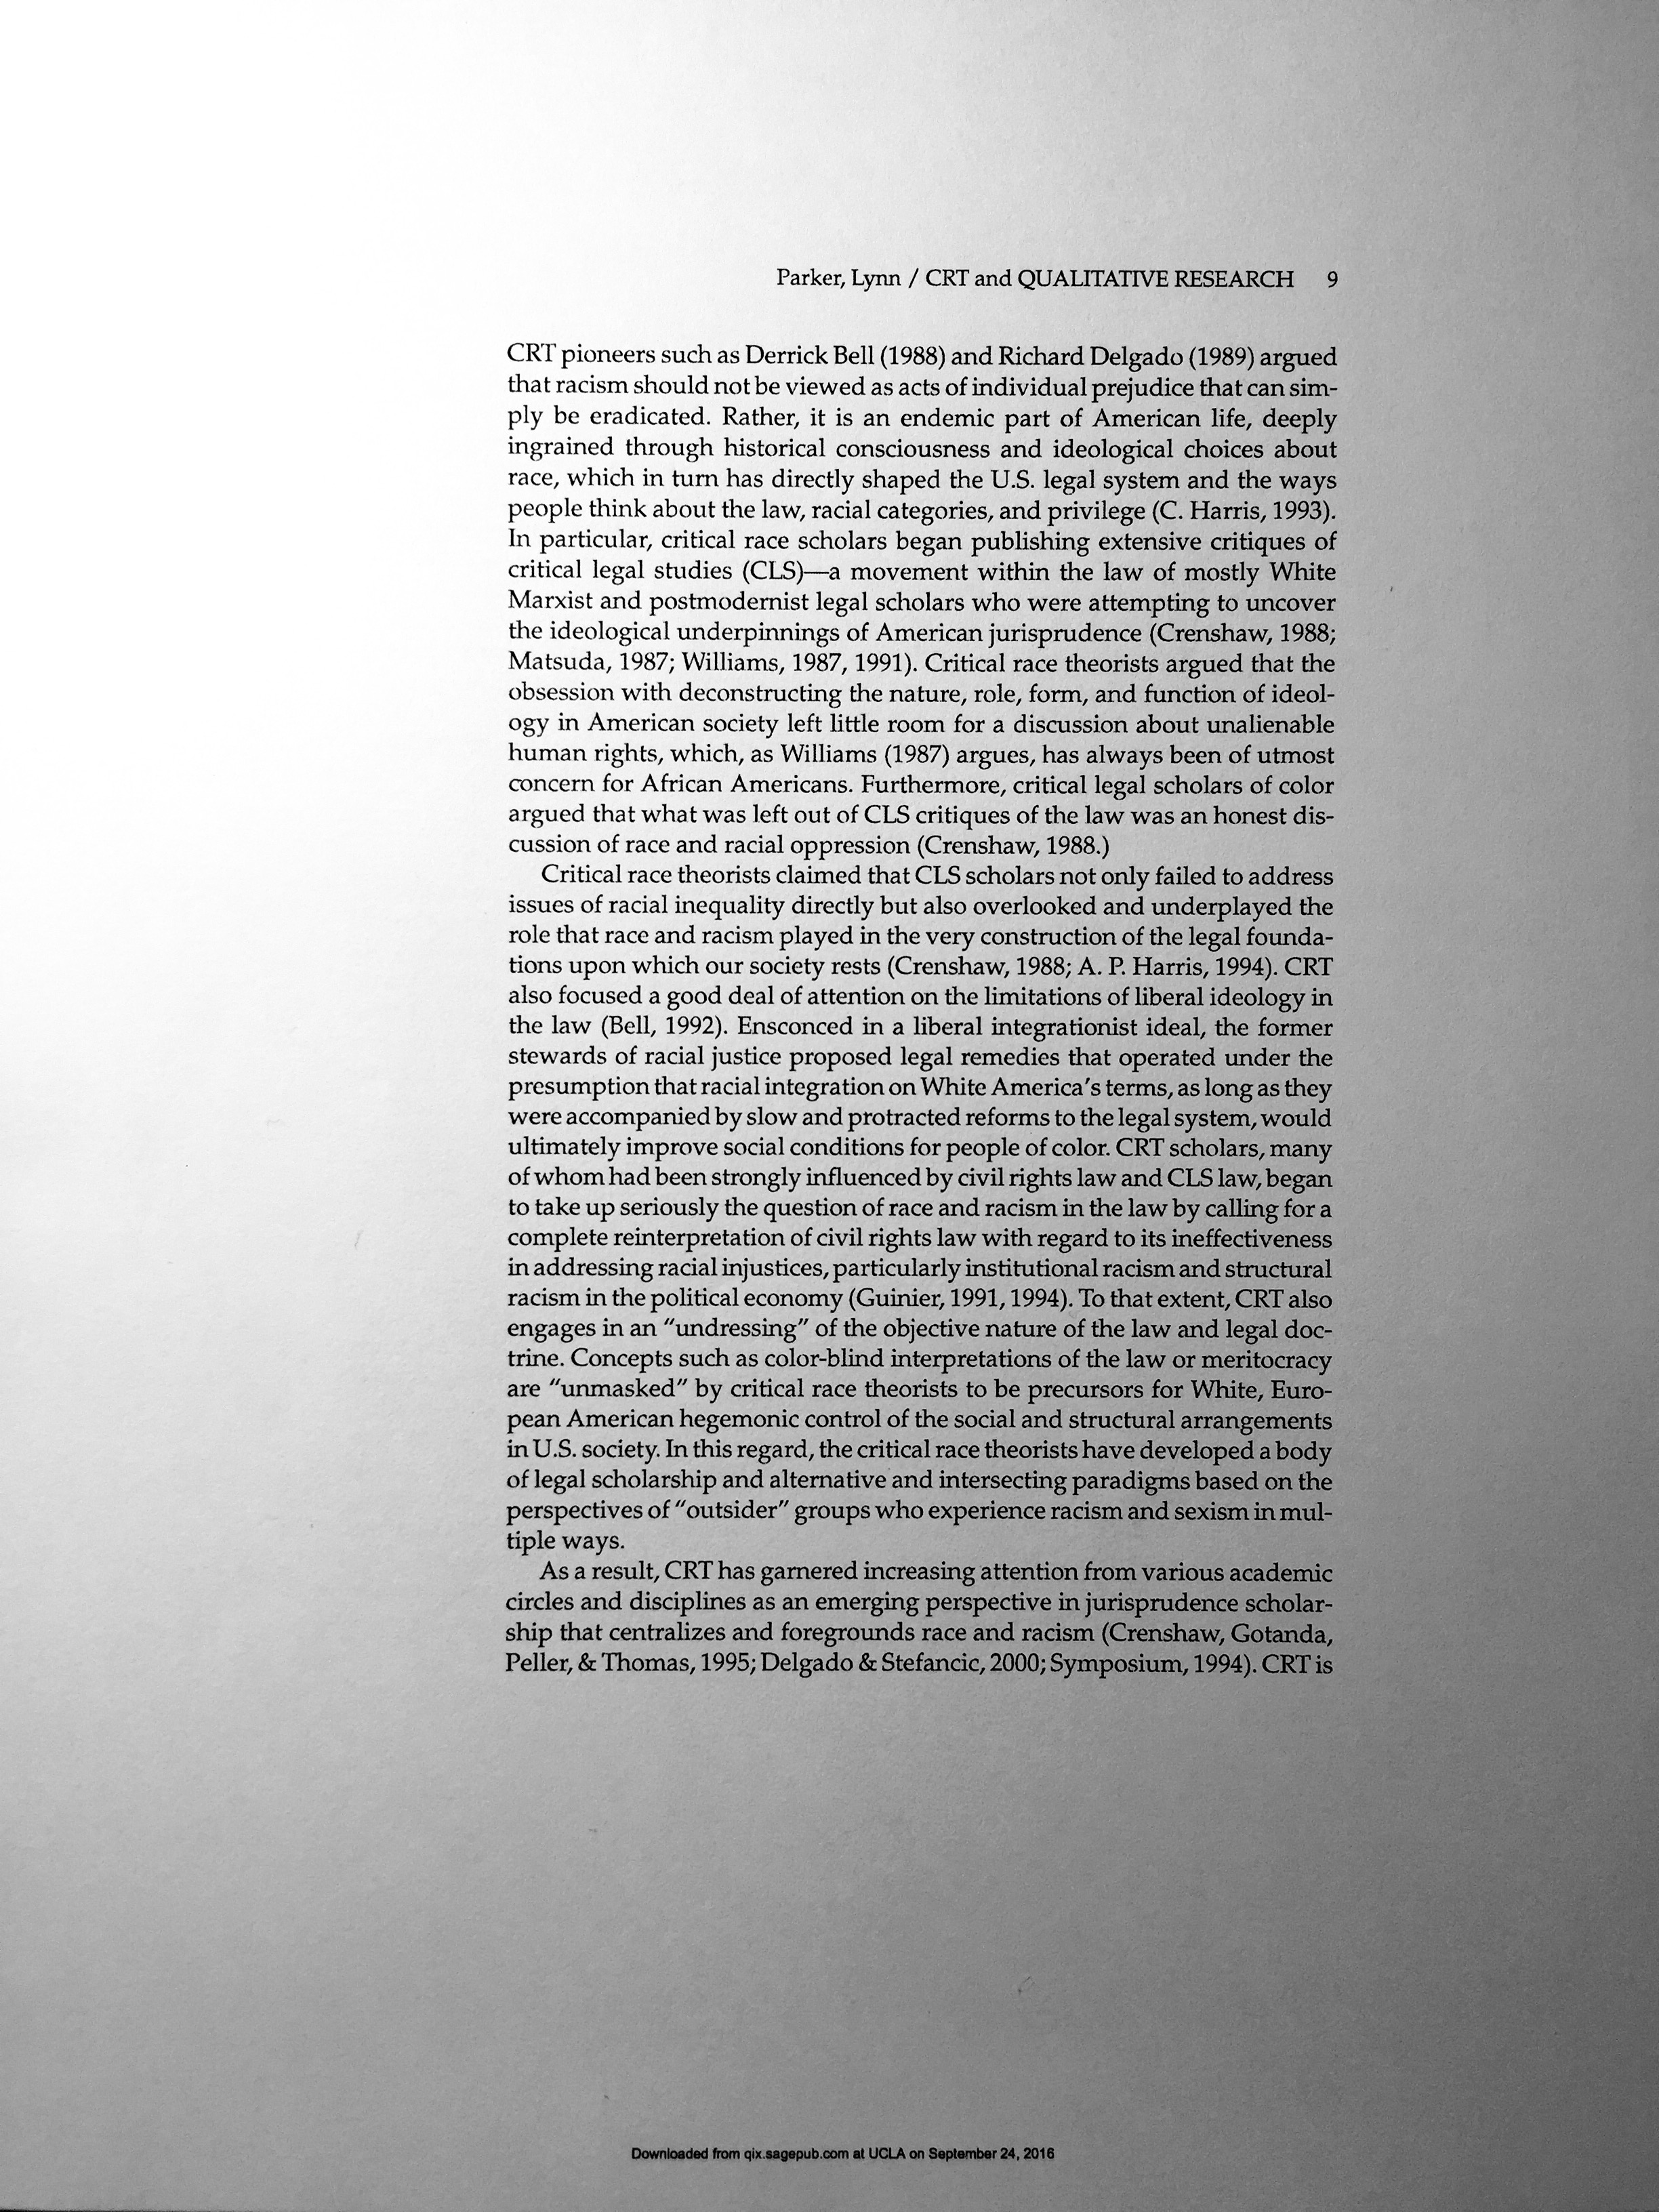 Parker, Lynn / CRT and QUALITATIVE RESEARCH 9
CRT pioneers such as Derrick Bell (1988) and Richard Delgado (1989) argued
that racism should not be viewed as acts of individual prejudice that can sim-
ply be eradicated. Rather, it is an endemic part of American life, deeply
ingrained through historical consciousness and ideological choices about
race, which in turn has directly shaped the U.S. legal system and the ways
people think about the law, racial categories, and privilege (C. Harris, 1993).
In particular, critical race scholars began publishing extensive critiques of
critical legal studies (CLS)—a movement within the law of mostly White
Marxist and postmodernist legal scholars who were attempting to uncover
the ideological underpinnings of American jurisprudence (Crenshaw, 1988;
Matsuda, 1987; Williams, 1987, 1991). Critical race theorists argued that the
obsession with deconstructing the nature, role, form, and function of ideol-
ogy in American society left little room for a discussion about unalienable
human rights, which, as Williams (1987) argues, has always been of utmost
concern for African Americans. Furthermore, critical legal scholars of color
argued that what was left out of CLS critiques of the law was an honest dis-
cussion of race and racial oppression (Crenshaw, 1988.)
Critical race theorists claimed that CLS scholars not only failed to address
issues of racial inequality directly but also overlooked and underplayed the
role that race and racism played in the very construction of the legal founda-
tions upon which our society rests (Crenshaw, 1988; A. P. Harris, 1994). CRT
also focused a good deal of attention on the limitations of liberal ideology in
the law (Bell, 1992). Ensconced in a liberal integrationist ideal, the former
stewards of racial justice proposed legal remedies that operated under the
presumption that racial integration on White America's terms, as long as they
were accompanied by slow and protracted reforms to the legal system, would
ultimately improve social conditions for people of color. CRT scholars, many
of whom had been strongly influenced by civil rights law and CLS law, began
to take up seriously the question of race and racism in the law by calling for a
complete reinterpretation of civil rights law with regard to its ineffectiveness
in addressing racial injustices, particularly institutional racism and structural
racism in the political economy (Guinier, 1991, 1994). To that extent, CRT also
engages in an "undressing" of the objective nature of the law and legal doc-
trine. Concepts such as color-blind interpretations of the law or meritocracy
are "unmasked" by critical race theorists to be precursors for White, Euro-
pean American hegemonic control of the social and structural arrangements
in U.S. society. In this regard, the critical race theorists have developed a body
of legal scholarship and alternative and intersecting paradigms based on the
perspectives of "outsider" groups who experience racism and sexism in mul-
tiple ways.
As a result, CRT has garnered increasing attention from various academic
circles and disciplines as an emerging perspective in jurisprudence scholar-
ship that centralizes and foregrounds race and racism (Crenshaw, Gotanda,
Peller, & Thomas, 1995; Delgado & Stefancic, 2000; Symposium, 1994). CRT is
Downloaded from qix.sagepub.com at UCLA on September 24, 2016